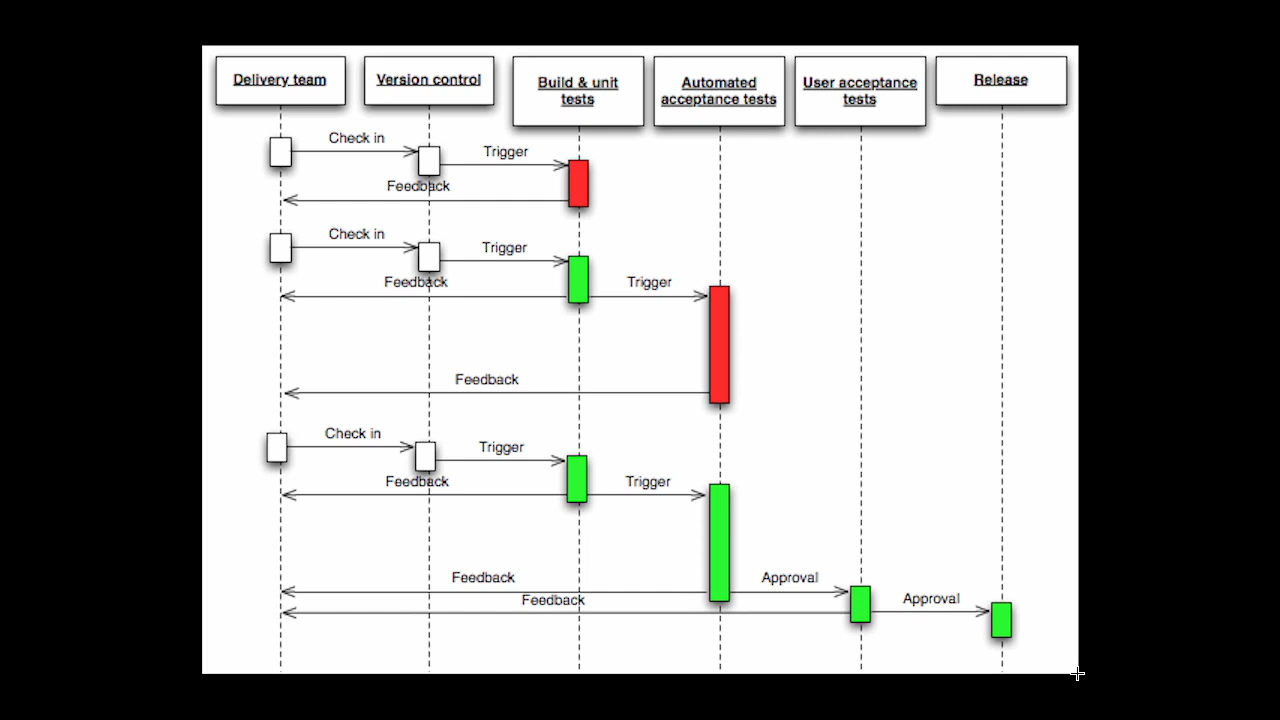 Delivery team
Version control
Build & unit
tests
Automated
acceptance tests
User acceptance
tests
Release
Check in
Trigger
Feedback
Check in
Trigger
Feedback
Trigger
Feedback
Check in
Trigger
Feedback
Trigger
Feedback
Approval
Feedback
Approval